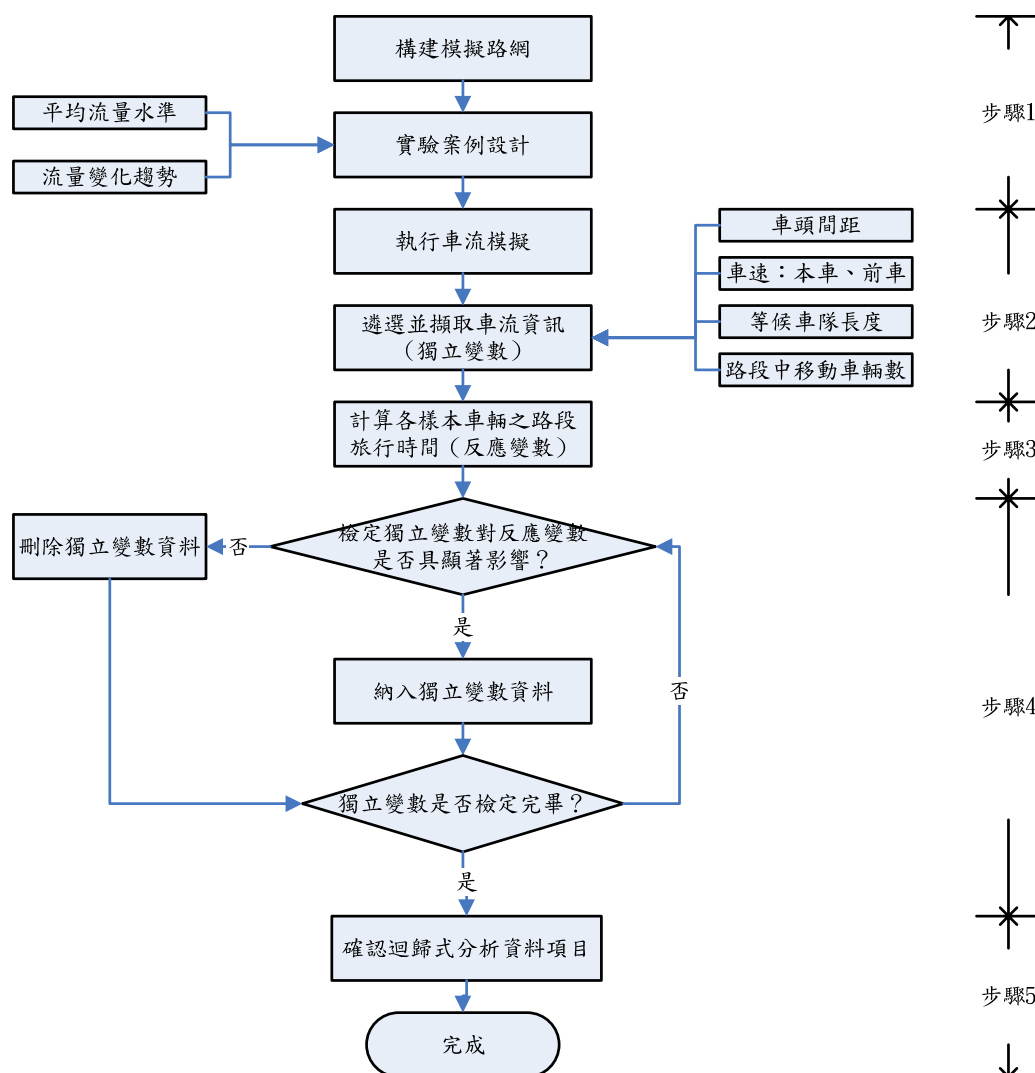 構建模擬路網
平均流量水準
步驟1
實驗案例設計
流量變化趨勢
執行車流模擬
車頭間距
車速：本車、前車
遴選並擷取車流資訊
（獨立變數）
等候車隊長度
步驟2
路段中移動車輛數
計算各樣本車輛之路段
旅行時間（反應變數）
步驟3
檢定獨立變數對反應變數
是否具顯著影響？
否
刪除獨立變數資料
是
納入獨立變數資料
否
步驟4
獨立變數是否檢定完畢？
是
確認迴歸式分析資料項目
步驟5
完成